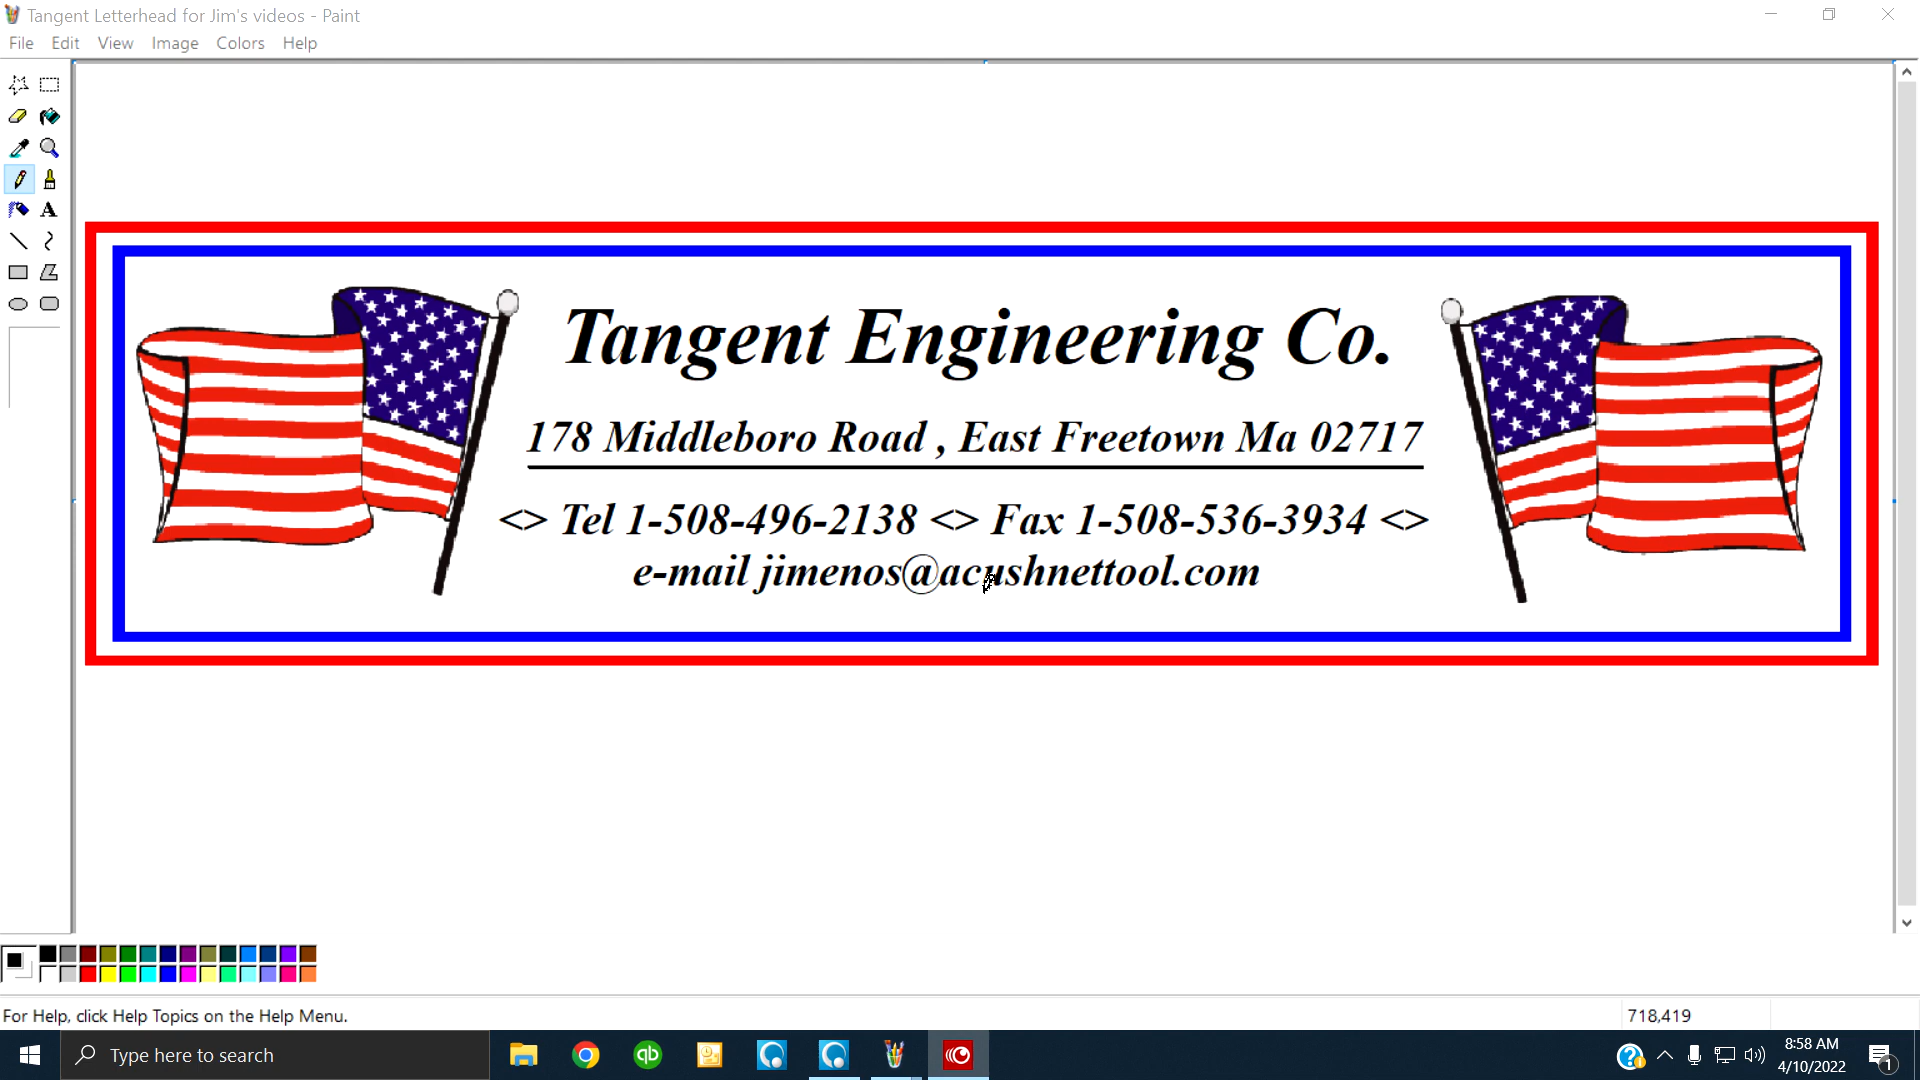 Tangent Letterhead for Jim's videos - Paint
File Edit View Image Colors Help
Tangent Engineering Co.
178 Middleboro Road , East Freetown Ma 02717
<> Tel 1-508-496-2138 <> Fax 1-508-536-3934 <>
e-mail jimenos@acushnettool.com
For Help, click Help Topics on the Help Menu.
718,419
Type here to search
qb
8:58 AM
4/10/2022
1